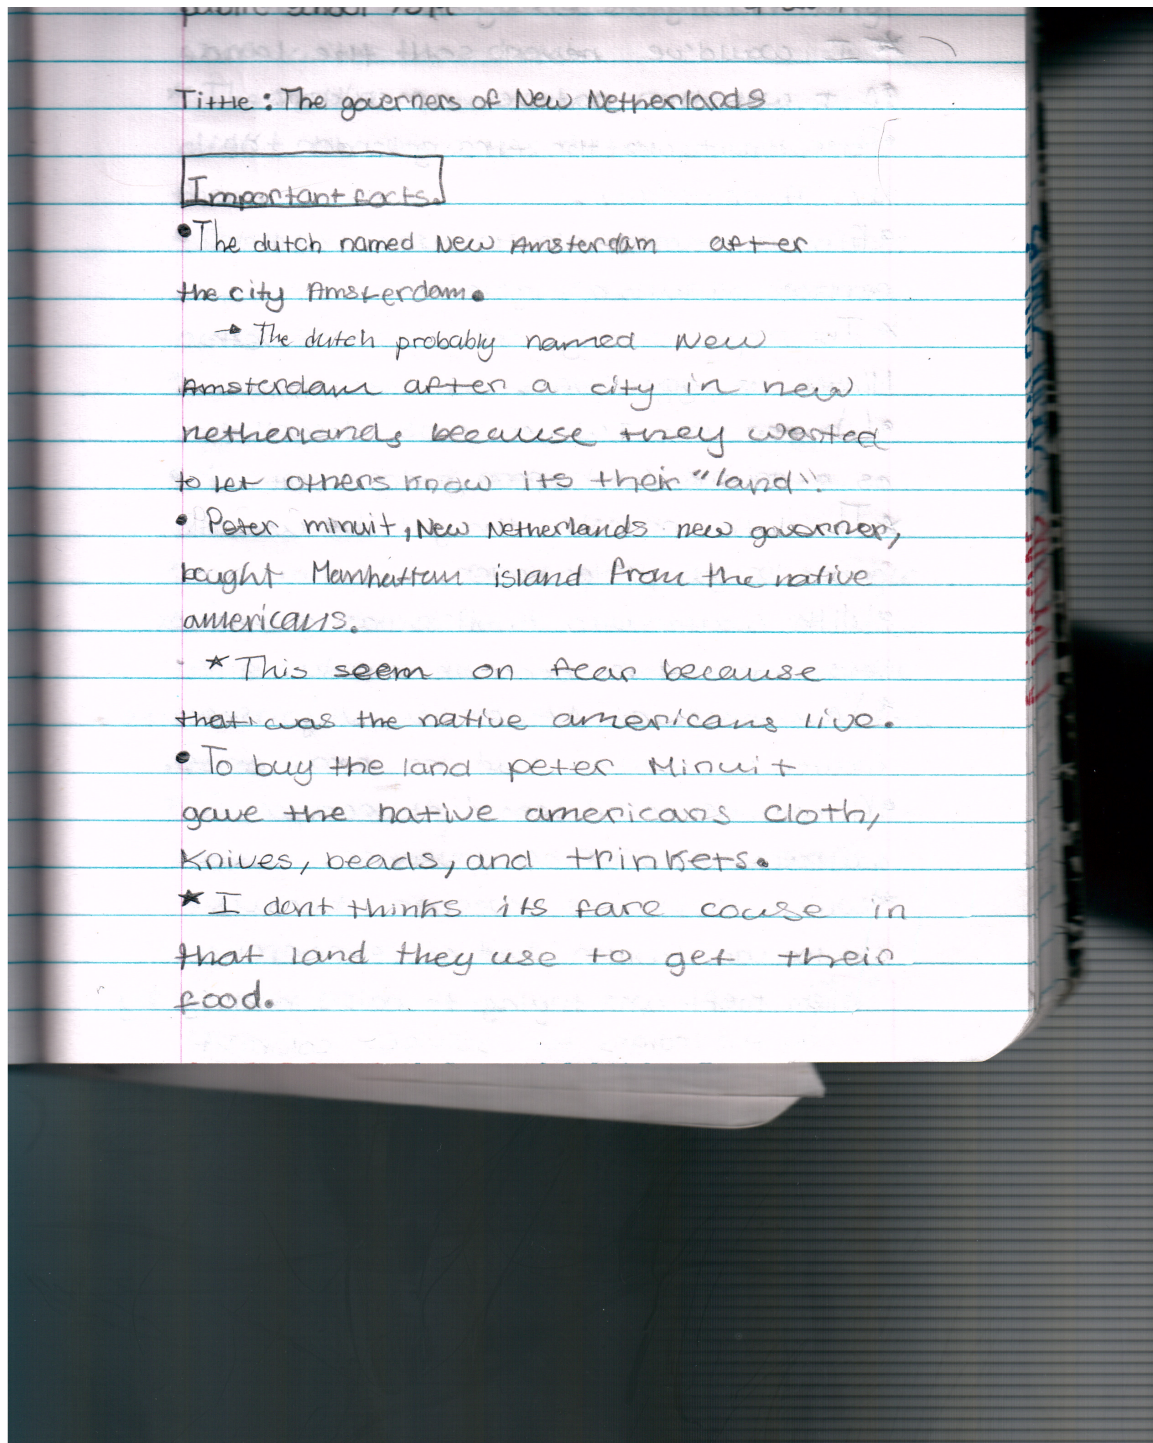 Tittle : The governers of New Netherlands
Important facts.
•The dutch named New Amsterdam after
the city Amsterdam.
→ The dutch probably named New
Amsterdam after a city in new
netherlands because they wanted
to let others know its their "land".
• Peter minuit, New Netherlands new governer,
bought Manhattan island from the native
americans.
★This seem on fear because
that was the native americans live.
•To buy the land peter Minuit
gave the native americans cloth,
knives, beads, and trinkets.
★ I dont thinks its fare couse in
that land they use to get their
food.